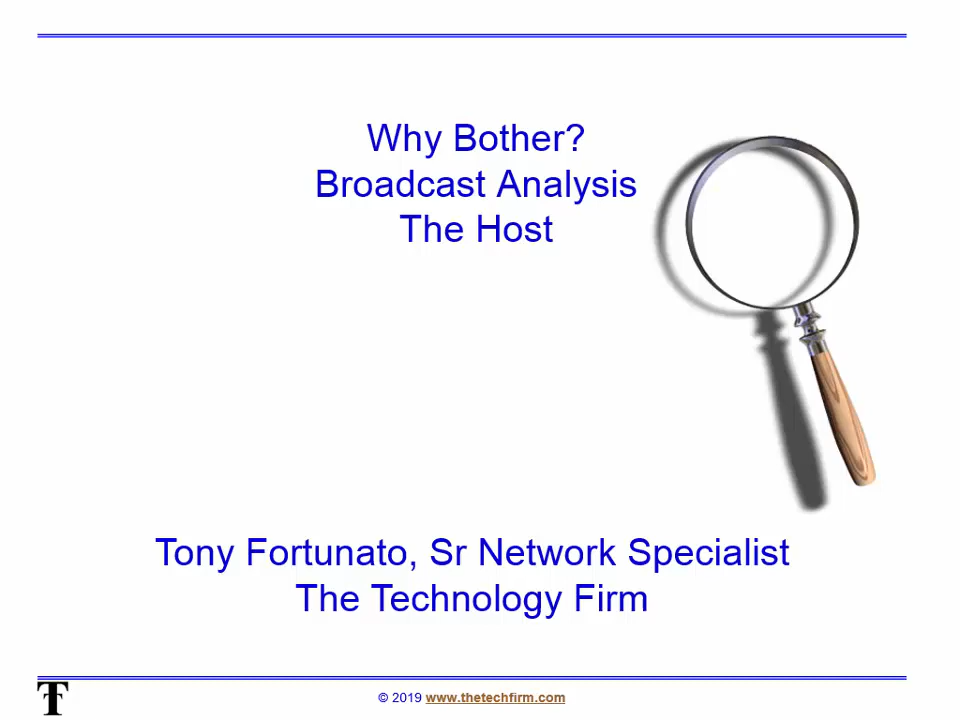 Why Bother?
Broadcast Analysis
The Host
Tony Fortunato, Sr Network Specialist
The Technology Firm
© 2019 www.thetechfirm.com